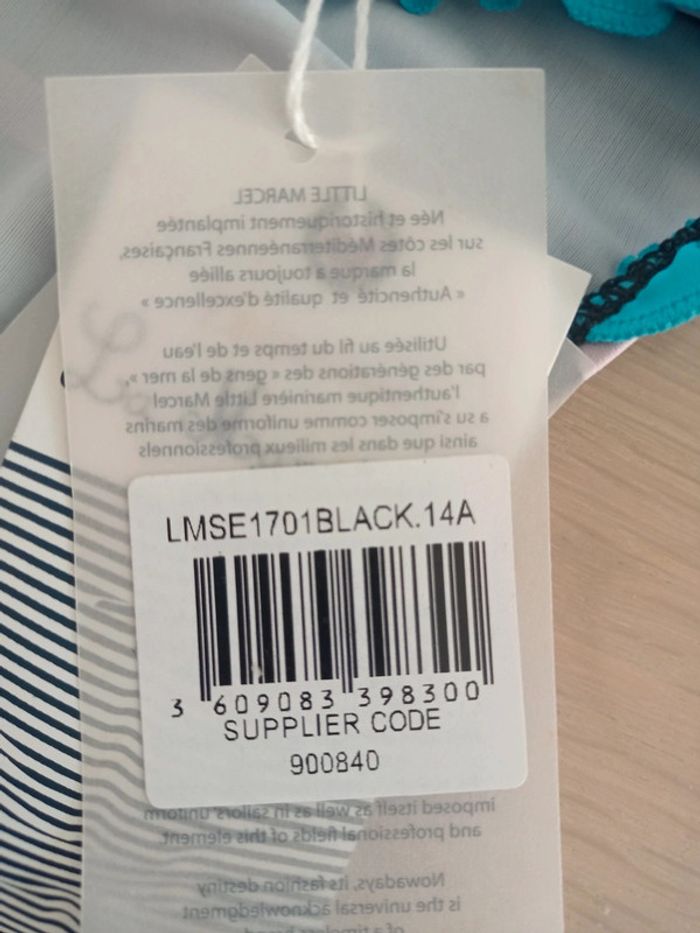 LITTLE MARCEL
Née et historiquement implantée
sur les côtes Méditerranéennes Françaises,
la marque a toujours alliée
« Authencité et qualité d'excellence »
Utilisée au fil du temps et de l'eau
par des générations des « gens de la mer »,
l'authentique marinière Little Marcel
a su s'imposer comme uniforme des marins
ainsi que dans les milieux professionnels
LMSE1701BLACK.14A
3 609083 398300
SUPPLIER CODE
900840
imposed itself as well as in sailors' uniform
and professional fields of this element.
Nowadays, its fashion destiny
is the universal acknowledgment
of a timeless